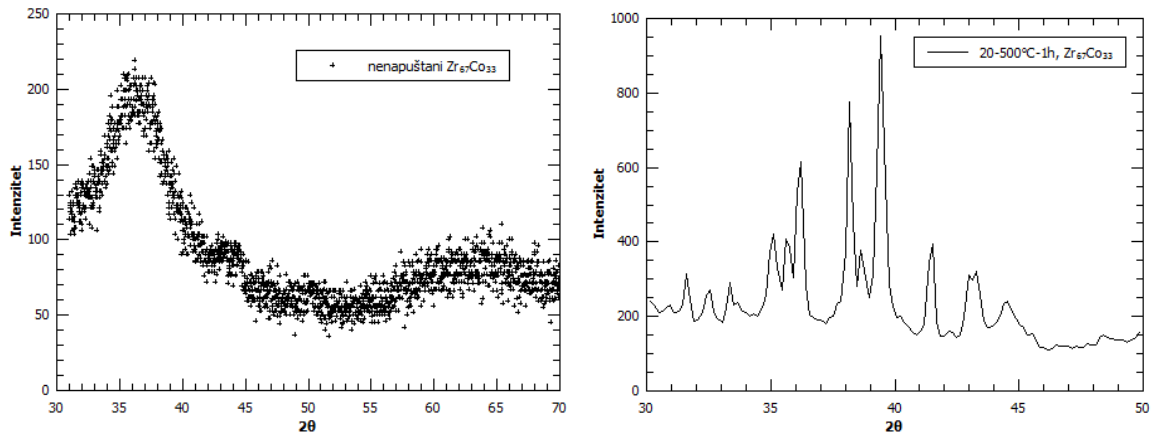 250
200
150
100
50
0
Intenzitet
nenapuštani Zr₆₇Co₃₃
30 35 40 45 50 55 60 65 70
2θ
1000
800
600
400
200
0
Intenzitet
20-500°C-1h, Zr₆₇Co₃₃
30 35 40 45 50
2θ